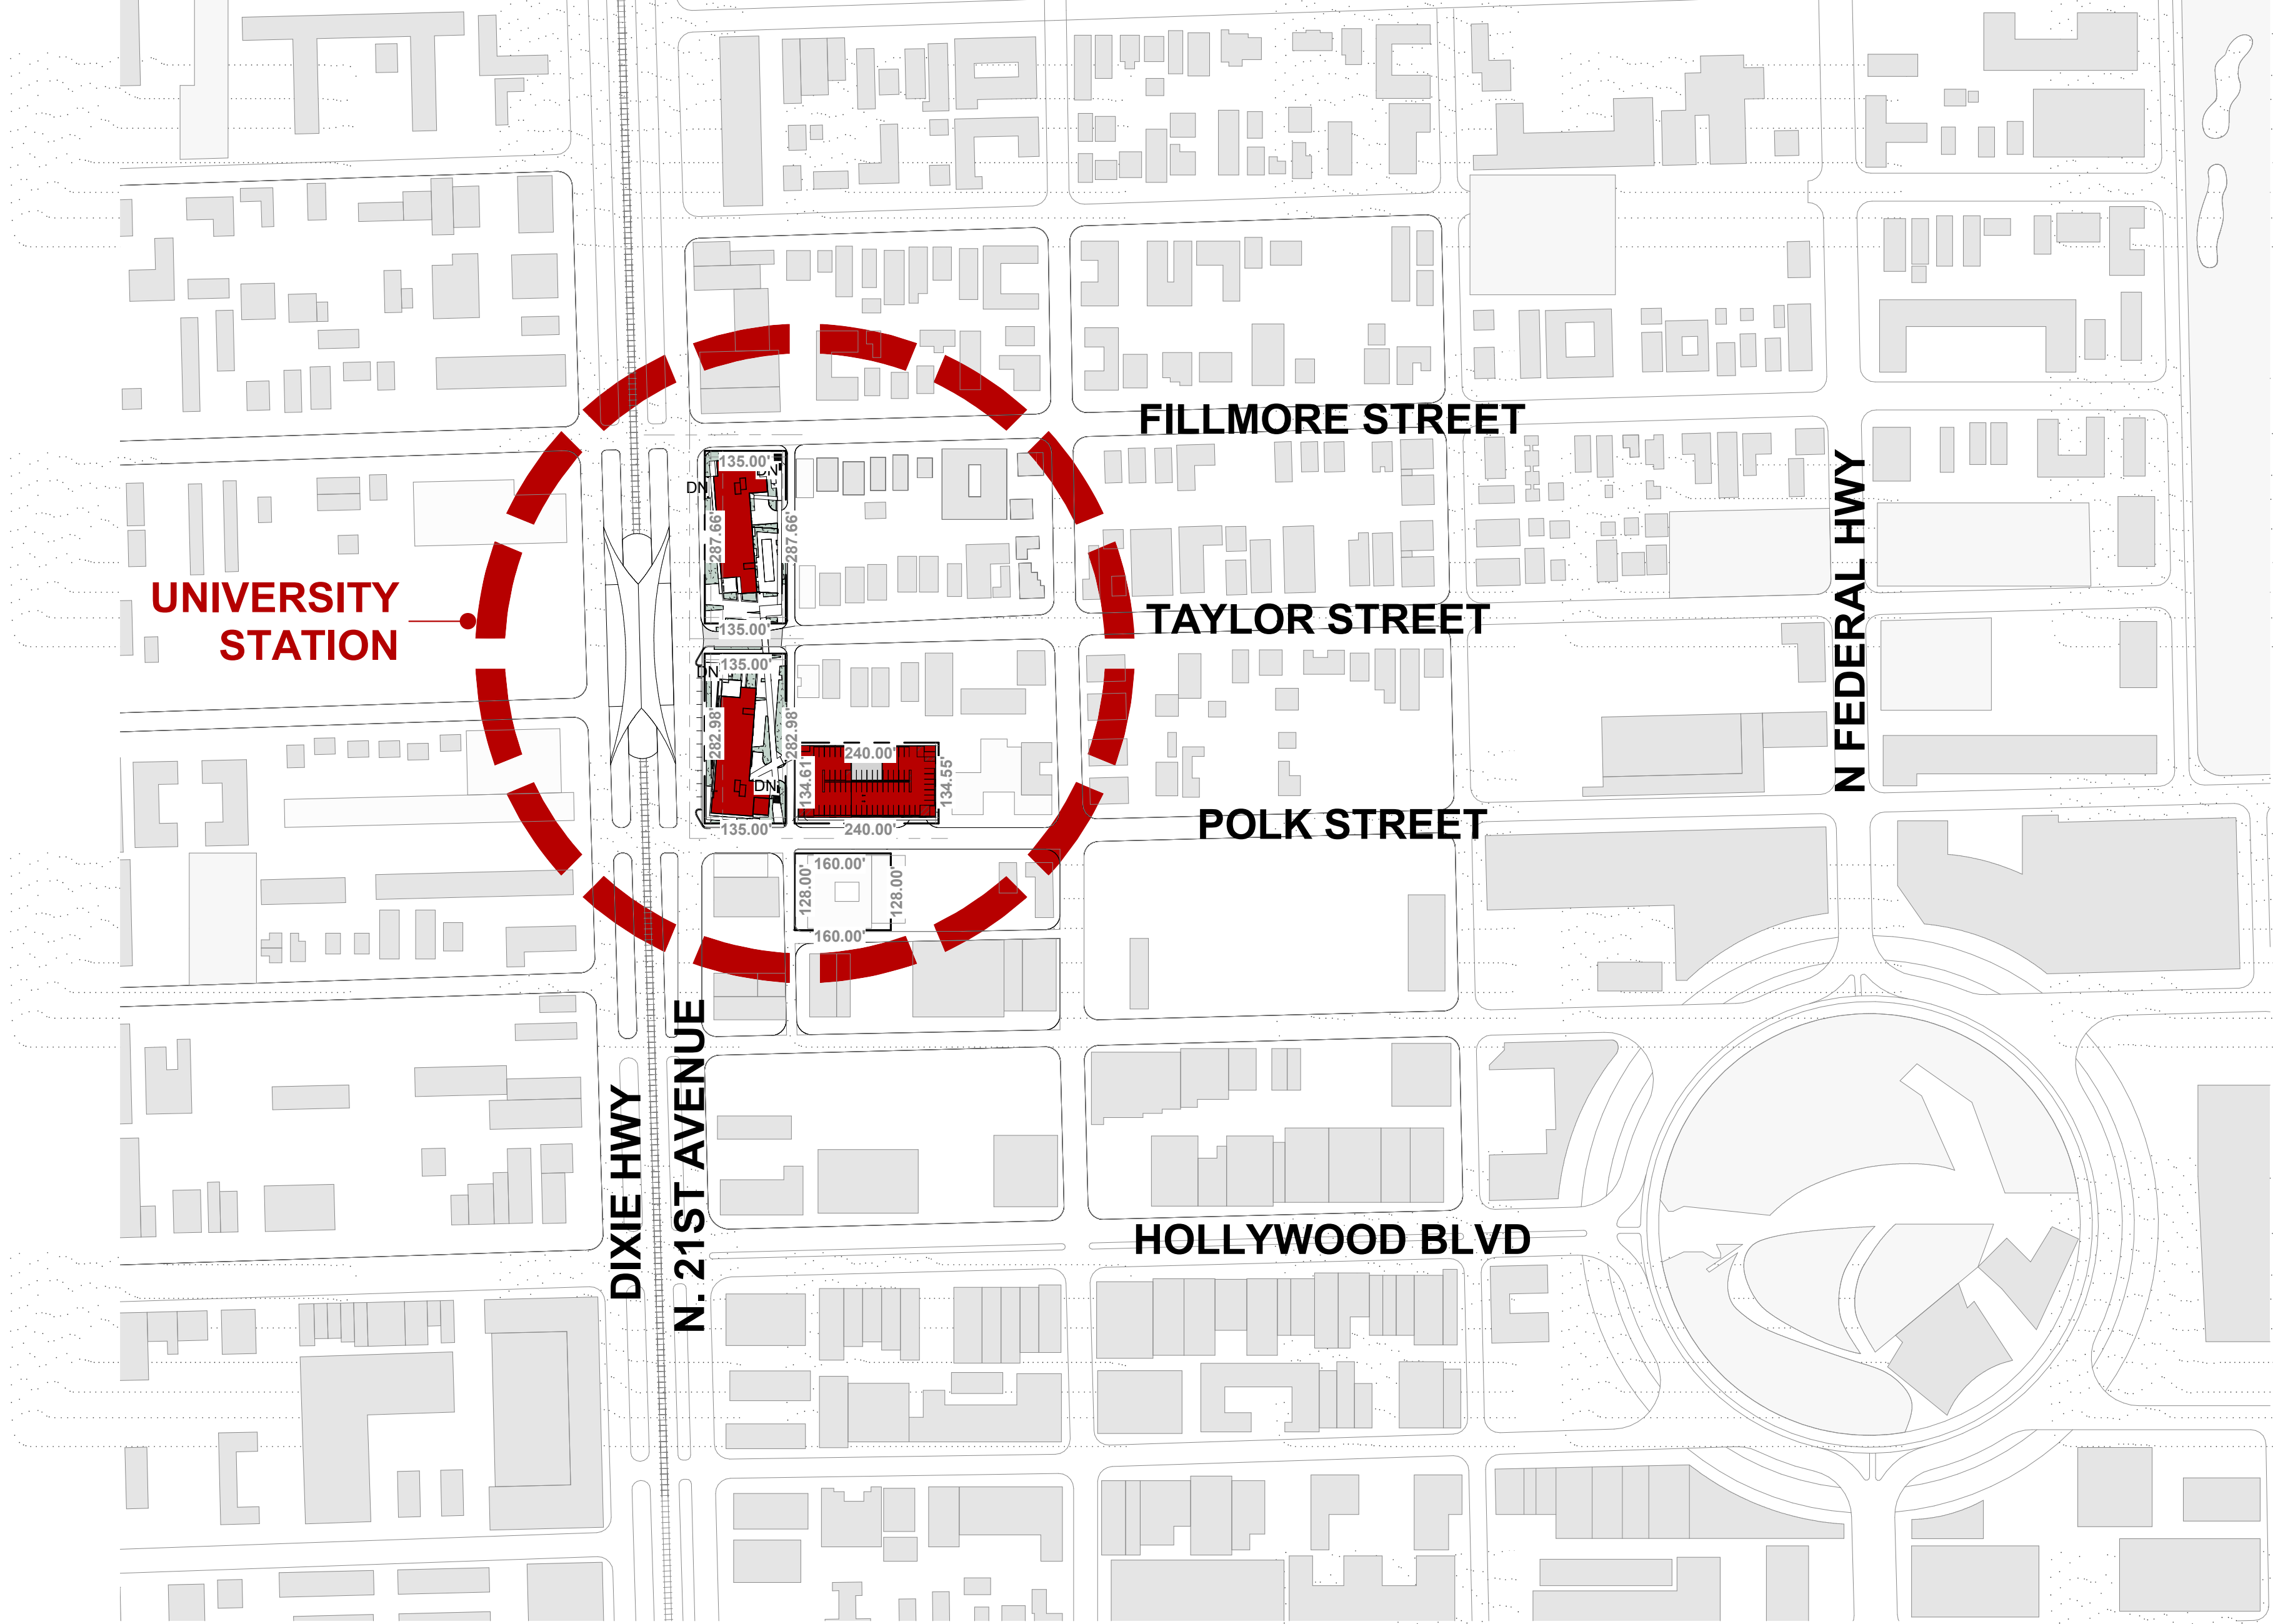 FILLMORE STREET
N FEDERAL HWY
135.00'
DN
DN
287.66'
287.66'
UNIVERSITY
STATION
TAYLOR STREET
135.00'
135.00'
DN
282.98'
282.98'
240.00'
134.61'
134.55'
DN
POLK STREET
135.00'
240.00'
160.00'
128.00'
128.00'
160.00'
N. 21ST AVENUE
DIXIE HWY
HOLLYWOOD BLVD